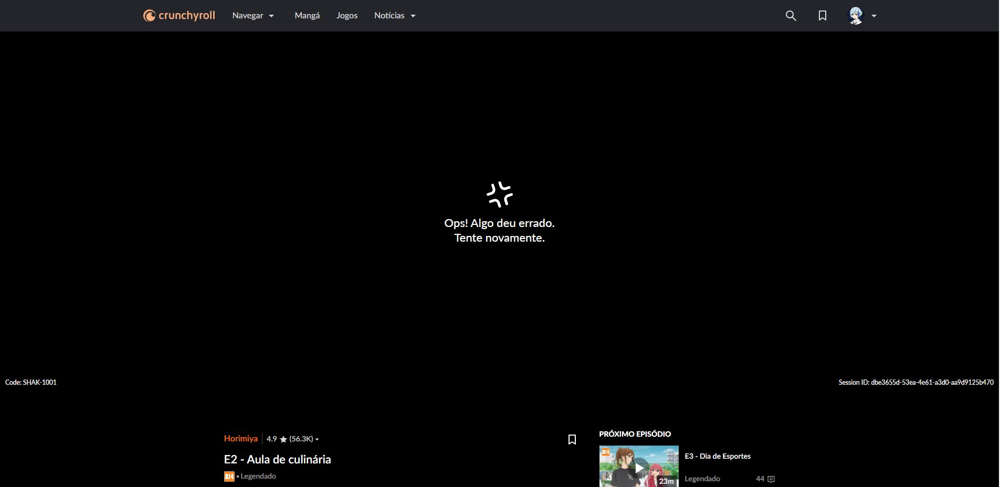 crunchyroll Navegar Mangá Jogos Notícias
Ops! Algo deu errado.
Tente novamente.
Code: SHAK-1001
Session ID: dbe3655d-53ea-4e61-a3d0-aa9d9125b470
Horimiya 4.9 ★ (56.3K)
E2 - Aula de culinária
A14 • Legendado
PRÓXIMO EPISÓDIO
A14
23m
E3 - Dia de Esportes
Legendado 44